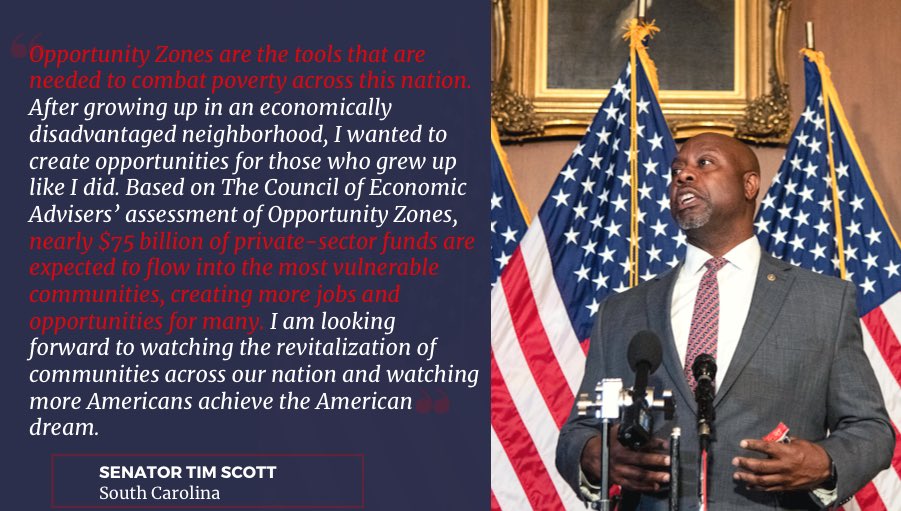 Opportunity Zones are the tools that are
needed to combat poverty across this nation.
After growing up in an economically
disadvantaged neighborhood, I wanted to
create opportunities for those who grew up
like I did. Based on The Council of Economic
Advisers’ assessment of Opportunity Zones,
nearly $75 billion of private-sector funds are
expected to flow into the most vulnerable
communities, creating more jobs and
opportunities for many. I am looking
forward to watching the revitalization of
communities across our nation and watching
more Americans achieve the American
dream.
SENATOR TIM SCOTT
South Carolina